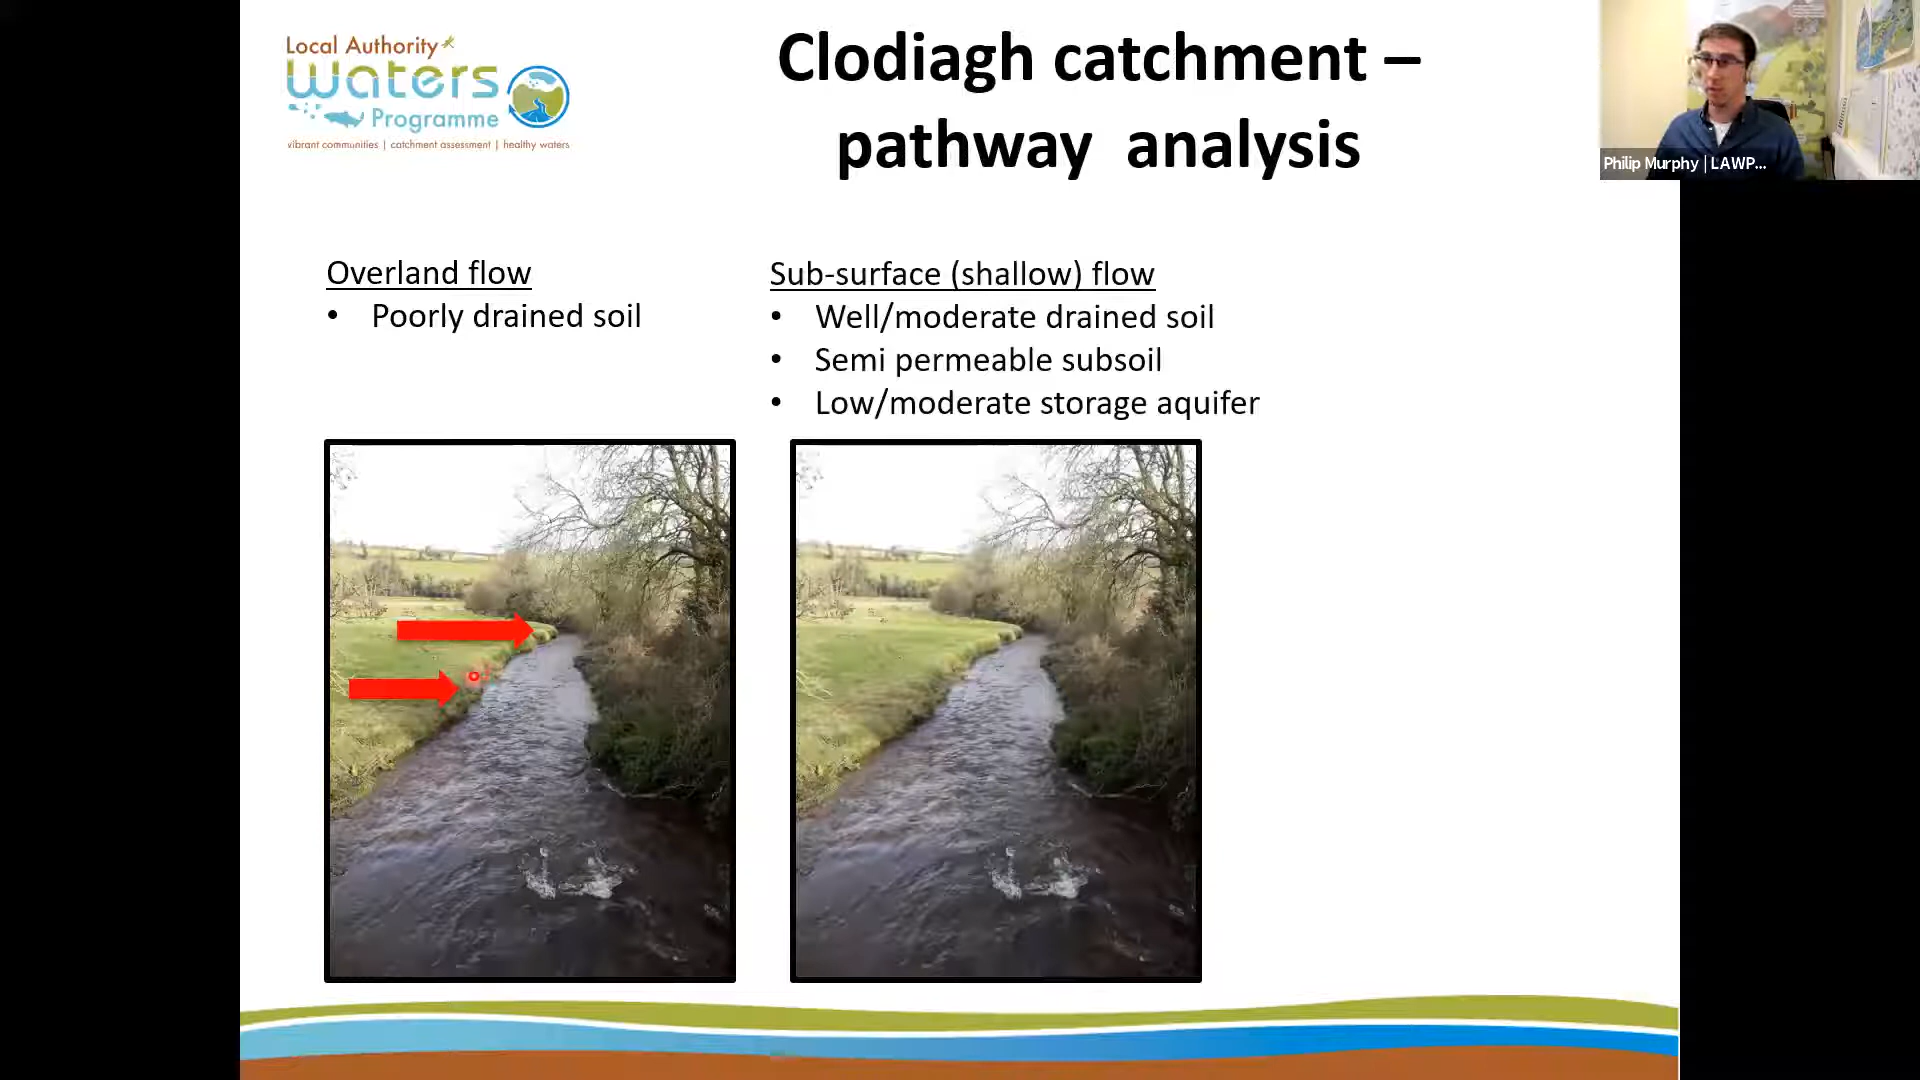 Local Authority
waters
Programme
vibrant communities | catchment assessment | healthy waters
Clodiagh catchment –
pathway analysis
Philip Murphy | LAWP...
Overland flow
• Poorly drained soil
Sub-surface (shallow) flow
• Well/moderate drained soil
• Semi permeable subsoil
• Low/moderate storage aquifer